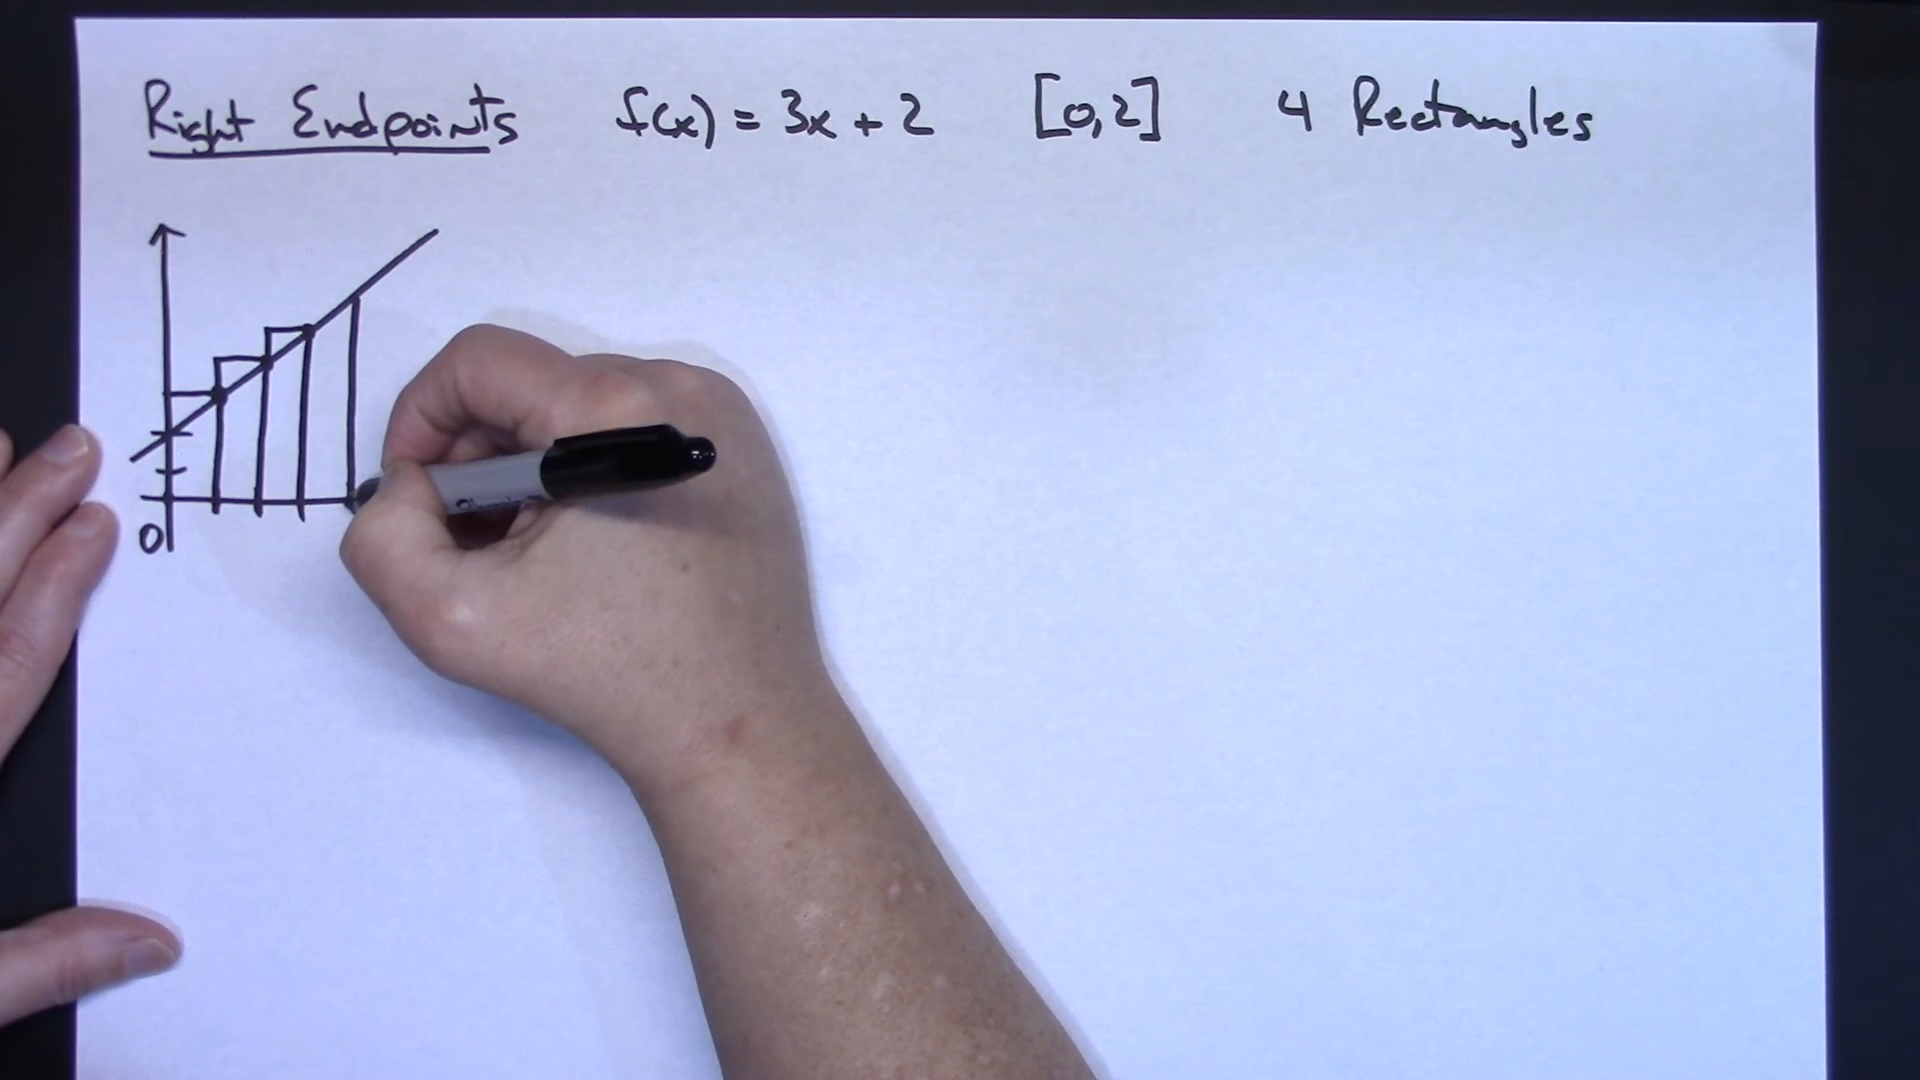 Right Endpoints f(x) = 3x + 2 [0,2] 4 Rectangles
0